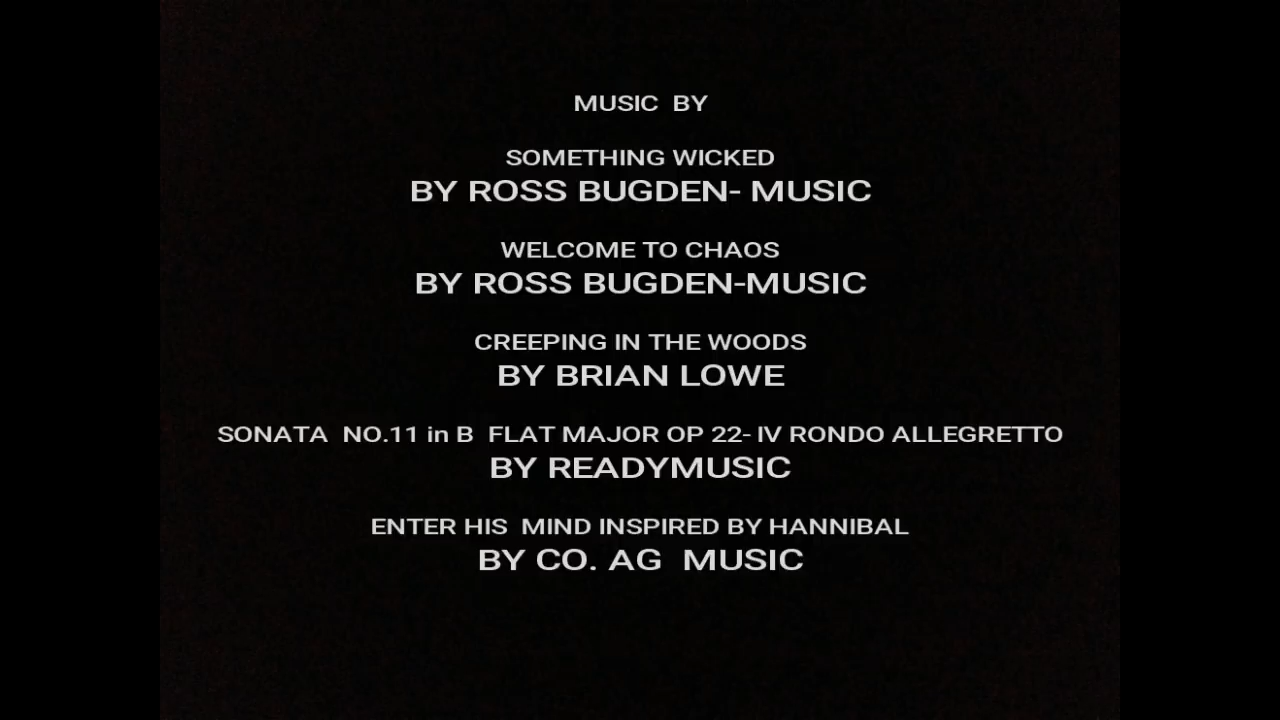 MUSIC BY
SOMETHING WICKED
BY ROSS BUGDEN- MUSIC
WELCOME TO CHAOS
BY ROSS BUGDEN-MUSIC
CREEPING IN THE WOODS
BY BRIAN LOWE
SONATA NO.11 in B FLAT MAJOR OP 22- IV RONDO ALLEGRETTO
BY READYMUSIC
ENTER HIS MIND INSPIRED BY HANNIBAL
BY CO. AG MUSIC